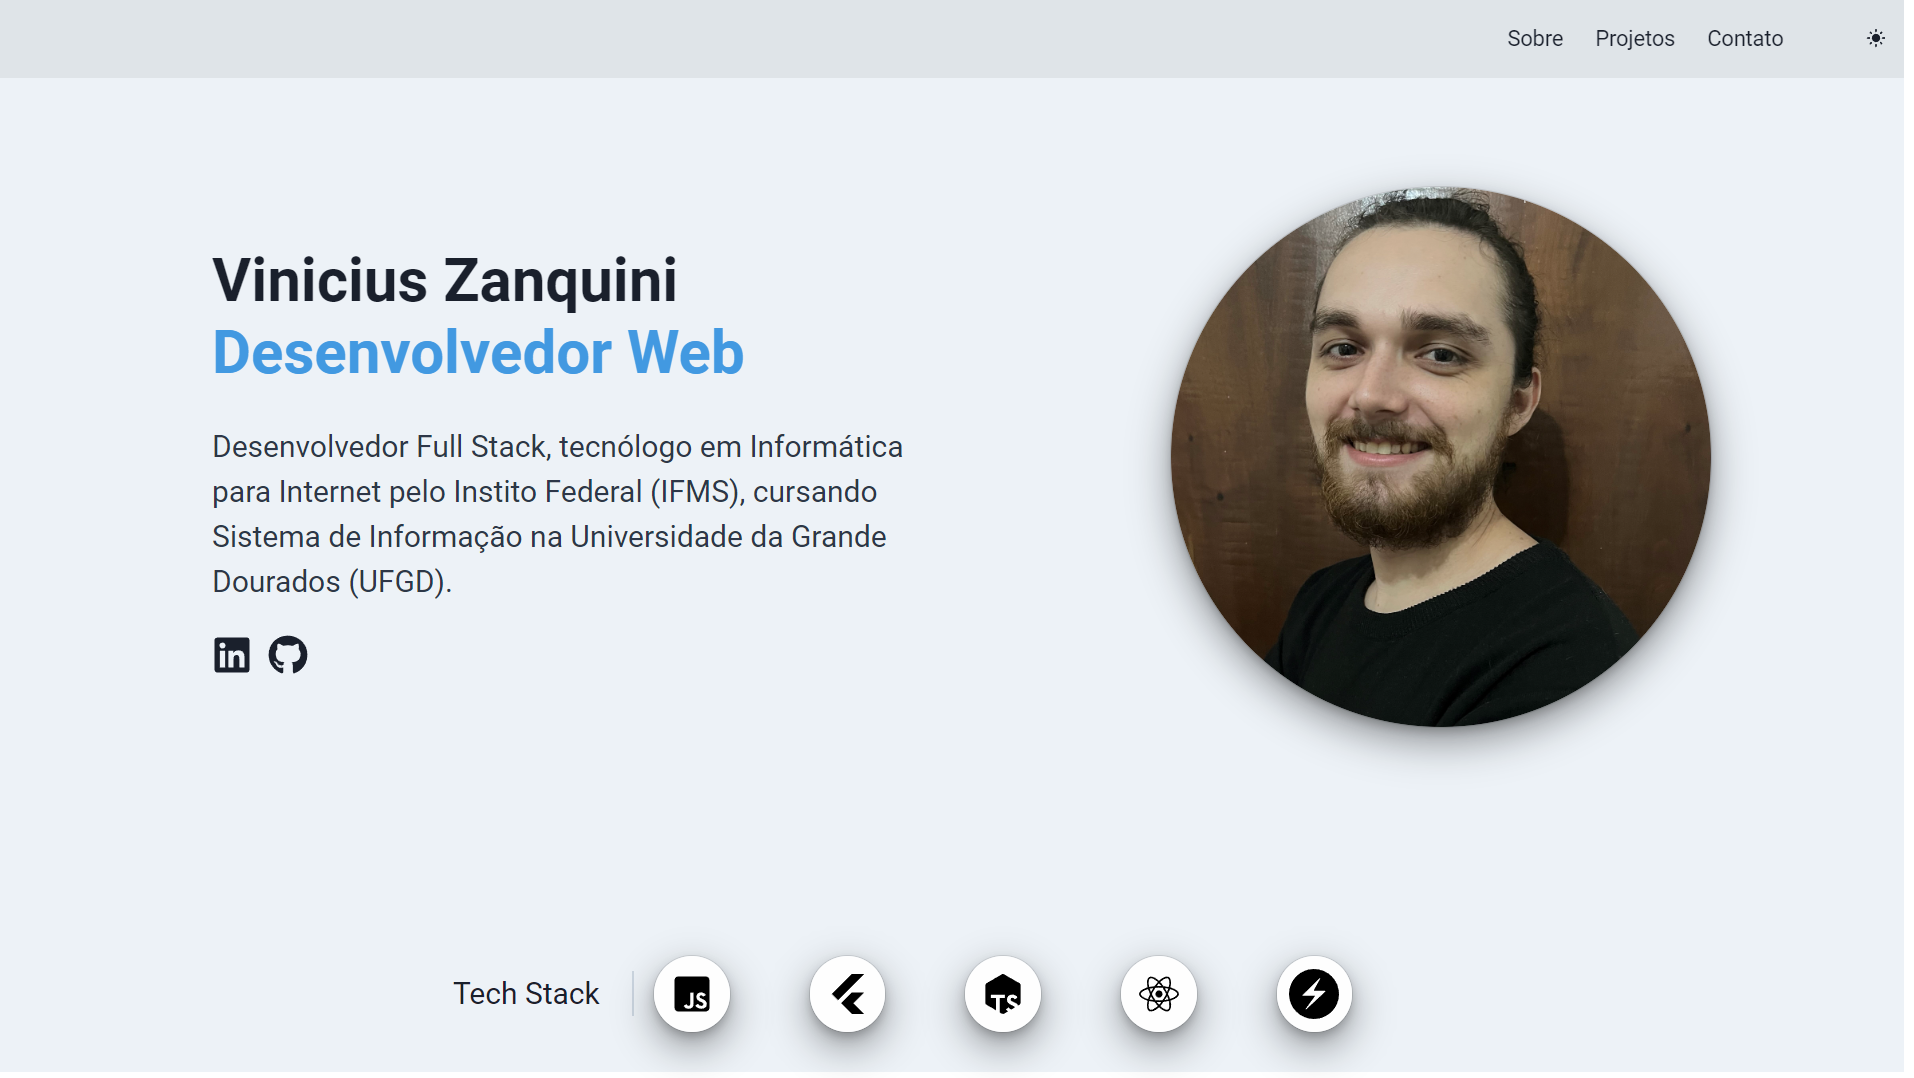 Sobre Projetos Contato
Vinicius Zanquini
Desenvolvedor Web
Desenvolvedor Full Stack, tecnólogo em Informática
para Internet pelo Instito Federal (IFMS), cursando
Sistema de Informação na Universidade da Grande
Dourados (UFGD).
in
Tech Stack
JS
TS